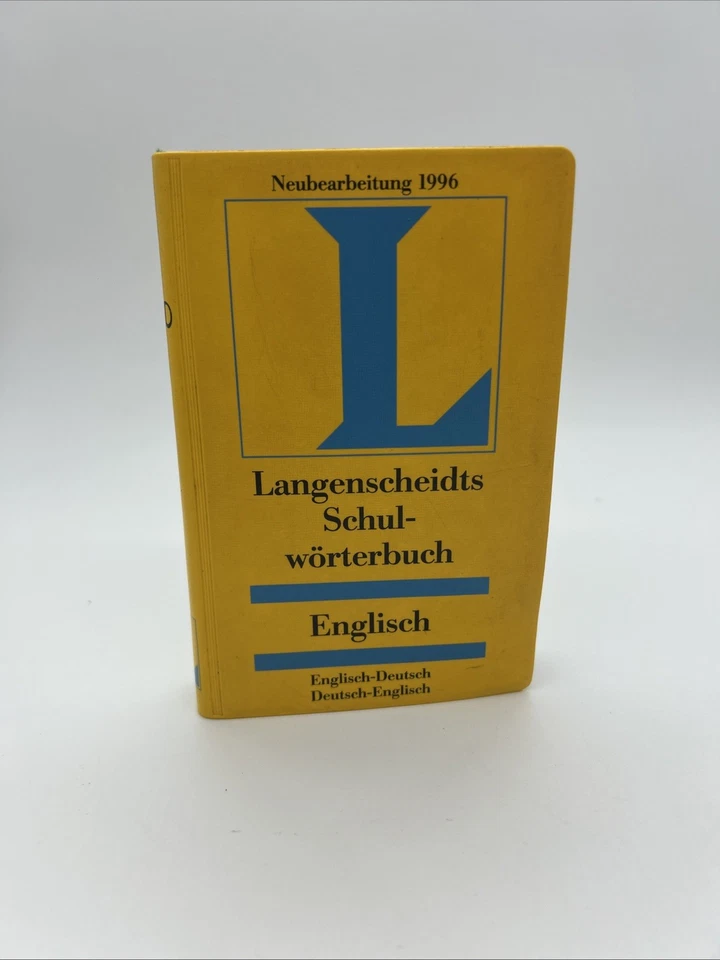 Neubearbeitung 1996
L
Langenscheidts
Schul-
wörterbuch
Englisch
Englisch-Deutsch
Deutsch-Englisch